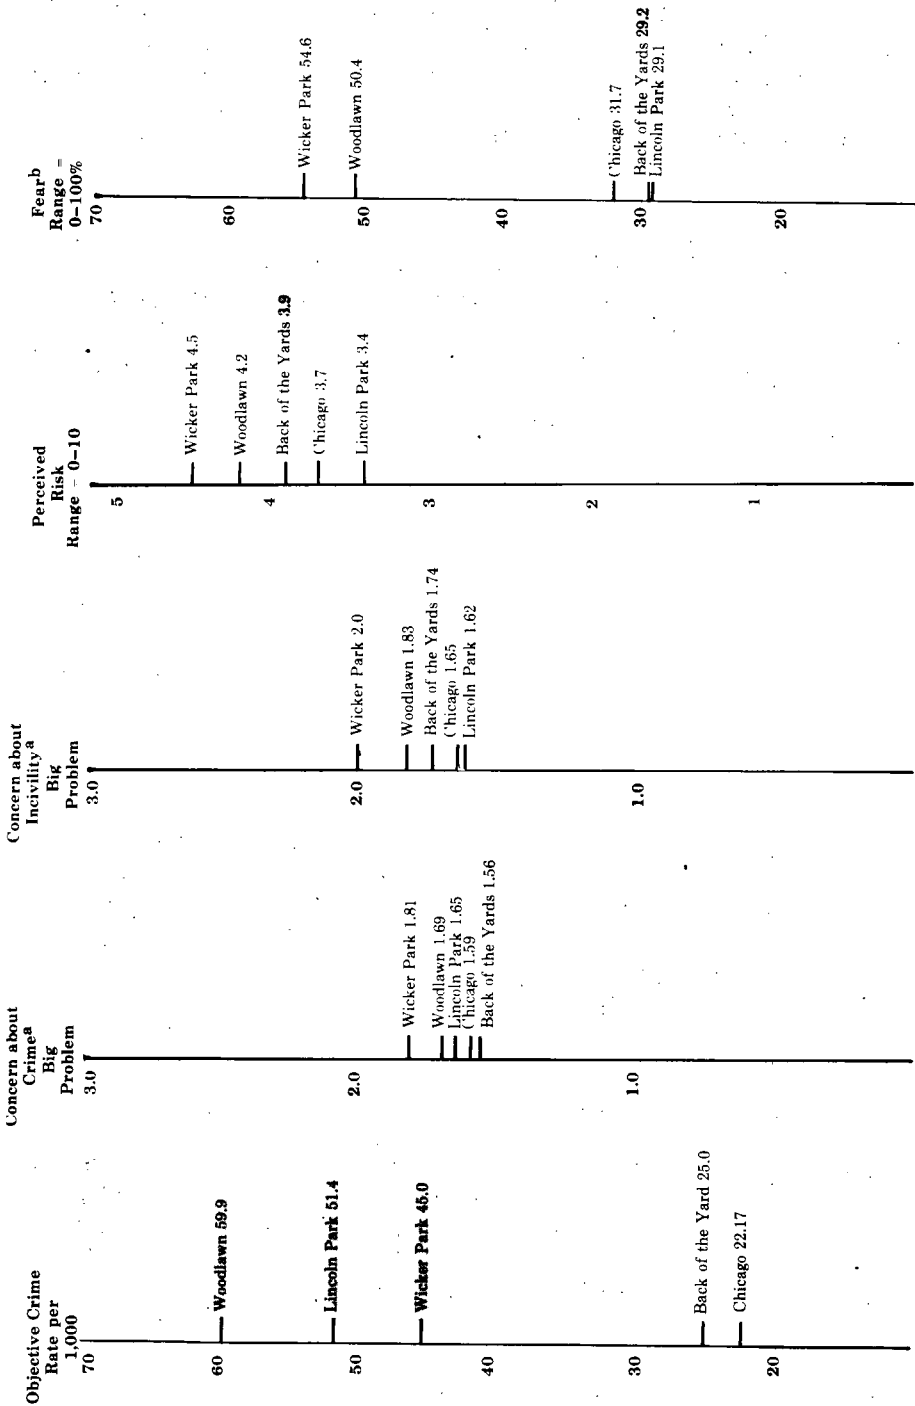 Objective Crime
Rate per
1,000
70
60
50
40
30
20
Woodlawn 59.9
Lincoln Park 51.4
Wicker Park 45.0
Back of the Yard 25.0
Chicago 22.17
Concern about
Crimeᵃ
Big
Problem
3.0
2.0
1.0
Wicker Park 1.81
Woodlawn 1.69
Lincoln Park 1.65
Chicago 1.59
Back of the Yards 1.56
Concern about
Incivilityᵃ
Big
Problem
3.0
2.0
1.0
Wicker Park 2.0
Woodlawn 1.83
Back of the Yards 1.74
Chicago 1.65
Lincoln Park 1.62
Perceived
Risk
Range = 0–10
5
4
3
2
1
Wicker Park 4.5
Woodlawn 4.2
Back of the Yards 3.9
Chicago 3.7
Lincoln Park 3.4
Fearᵇ
Range =
0–100%
70
60
50
40
30
20
Wicker Park 54.6
Woodlawn 50.4
Chicago 31.7
Back of the Yards 29.2
Lincoln Park 29.1